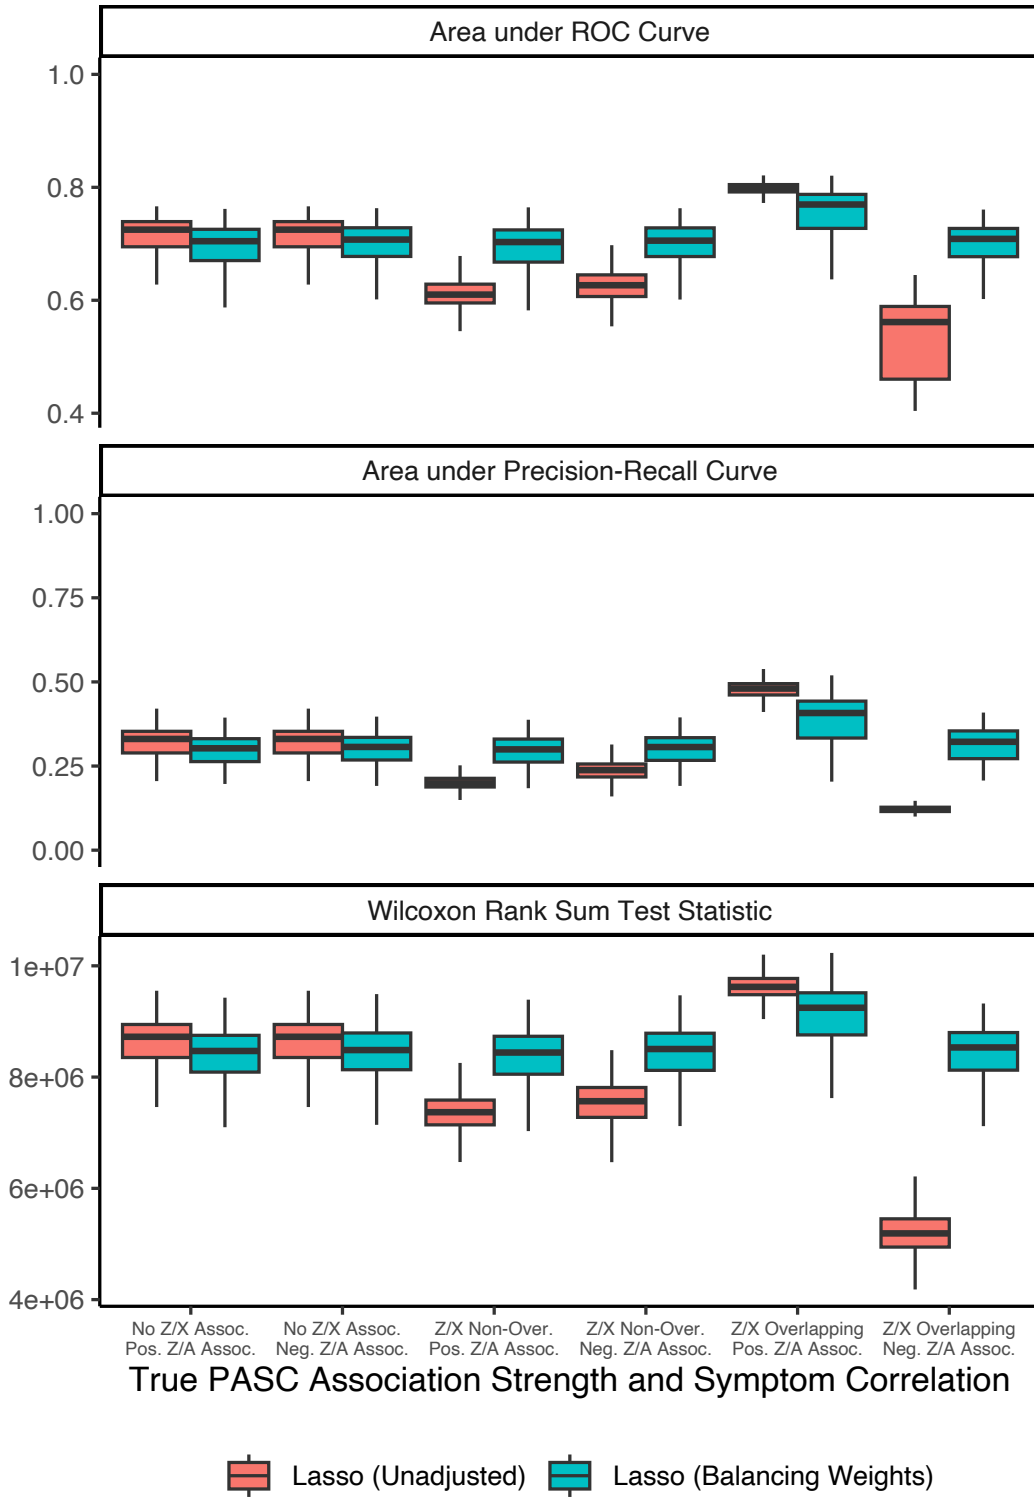 Area under ROC Curve
1.0
0.8
0.6
0.4
Area under Precision-Recall Curve
1.00
0.75
0.50
0.25
0.00
Wilcoxon Rank Sum Test Statistic
1e+07
8e+06
6e+06
4e+06
No Z/X Assoc. No Z/X Assoc. Z/X Non-Over. Z/X Non-Over. Z/X Overlapping Z/X Overlapping
Pos. Z/A Assoc. Neg. Z/A Assoc. Pos. Z/A Assoc. Neg. Z/A Assoc. Pos. Z/A Assoc. Neg. Z/A Assoc.
True PASC Association Strength and Symptom Correlation
Lasso (Unadjusted) Lasso (Balancing Weights)